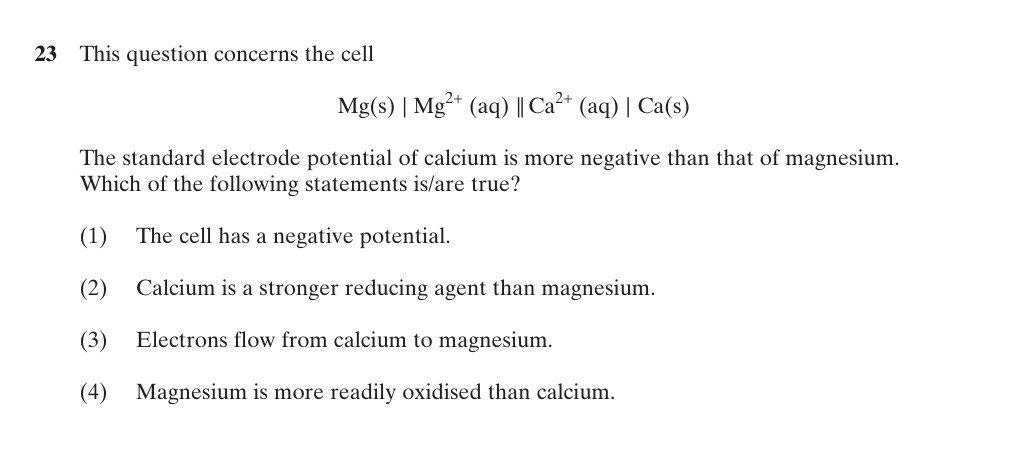 23 This question concerns the cell
Mg(s) | Mg²⁺ (aq) || Ca²⁺ (aq) | Ca(s)
The standard electrode potential of calcium is more negative than that of magnesium.
Which of the following statements is/are true?
(1) The cell has a negative potential.
(2) Calcium is a stronger reducing agent than magnesium.
(3) Electrons flow from calcium to magnesium.
(4) Magnesium is more readily oxidised than calcium.